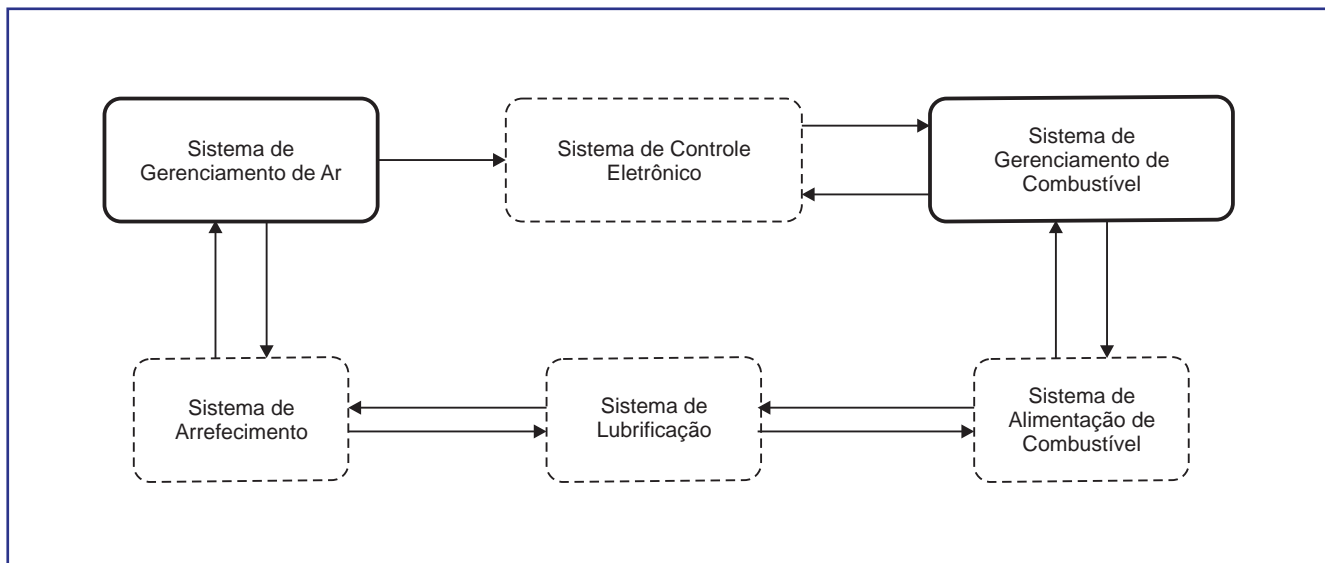 Sistema de
Gerenciamento de Ar
Sistema de Controle
Eletrônico
Sistema de
Gerenciamento de
Combustível
Sistema de
Arrefecimento
Sistema de
Lubrificação
Sistema de
Alimentação de
Combustível